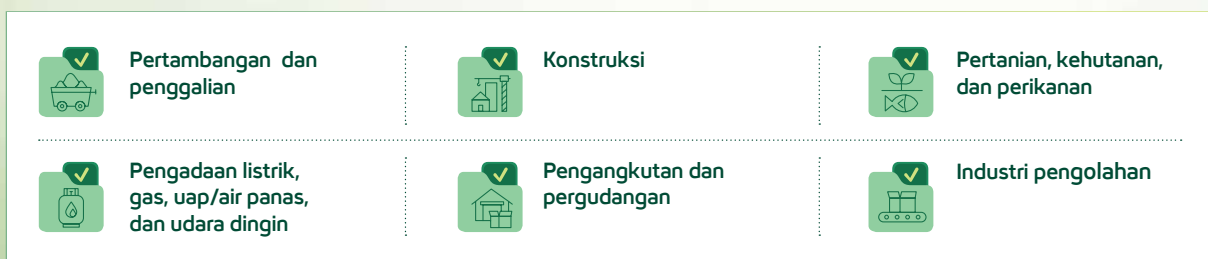 Pertambangan dan
penggalian
Konstruksi
Pertanian, kehutanan,
dan perikanan
Pengadaan listrik,
gas, uap/air panas,
dan udara dingin
Pengangkutan dan
pergudangan
Industri pengolahan